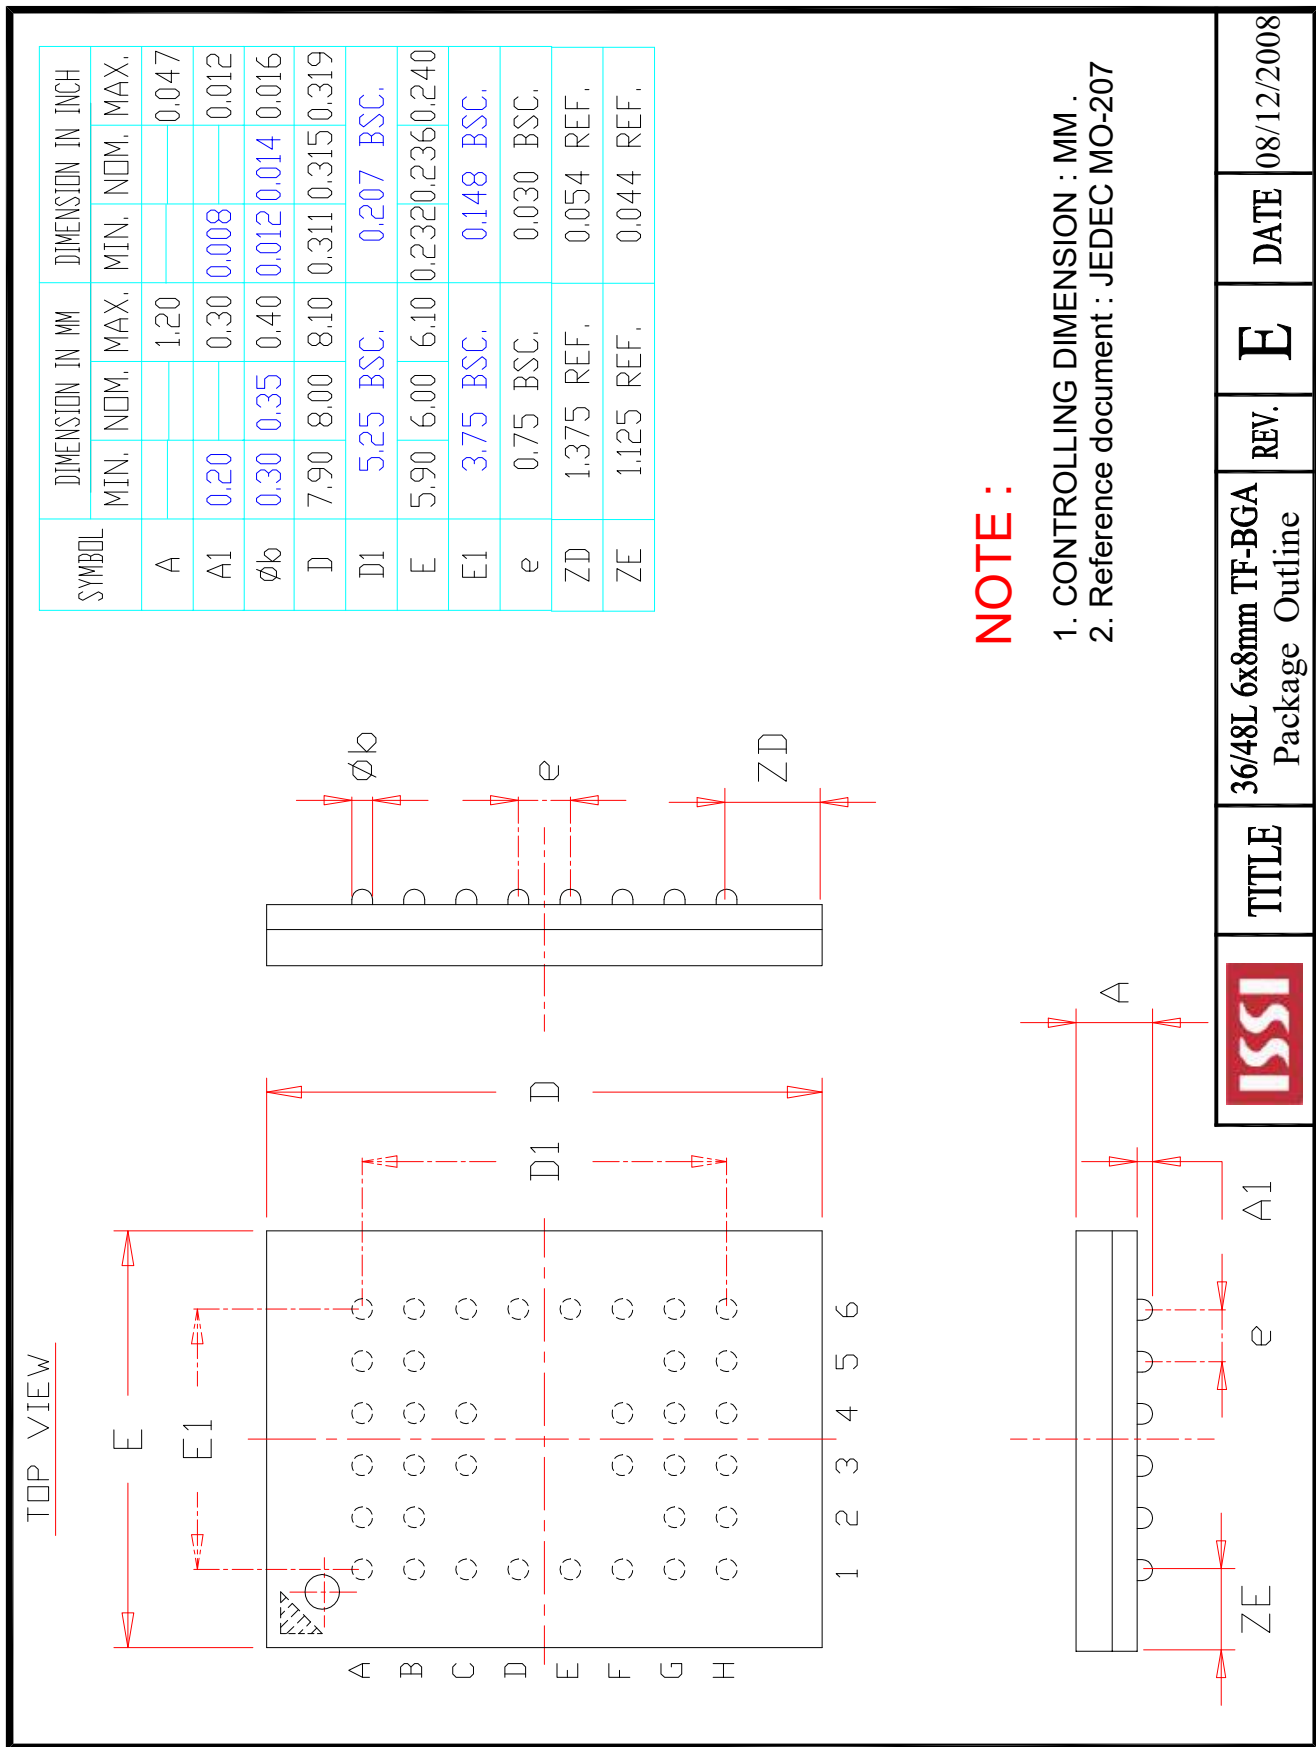 TOP VIEW
E
E1
A
B
C
D
E
F
G
H
1 2 3 4 5 6
D1
D
Øb
e
ZD
ZE
e
A1
A
SYMBOL DIMENSION IN MM DIMENSION IN INCH
MIN. NOM. MAX. MIN. NOM. MAX.
A 1.20 0.047
A1 0.20 0.30 0.008 0.012
Øb 0.30 0.35 0.40 0.012 0.014 0.016
D 7.90 8.00 8.10 0.311 0.315 0.319
D1 5.25 BSC. 0.207 BSC.
E 5.90 6.00 6.10 0.232 0.236 0.240
E1 3.75 BSC. 0.148 BSC.
e 0.75 BSC. 0.030 BSC.
ZD 1.375 REF. 0.054 REF.
ZE 1.125 REF. 0.044 REF.
NOTE :
1. CONTROLLING DIMENSION : MM .
2. Reference document : JEDEC MO-207
ISSI
TITLE
36/48L 6x8mm TF-BGA
Package Outline
REV.
E
DATE
08/12/2008